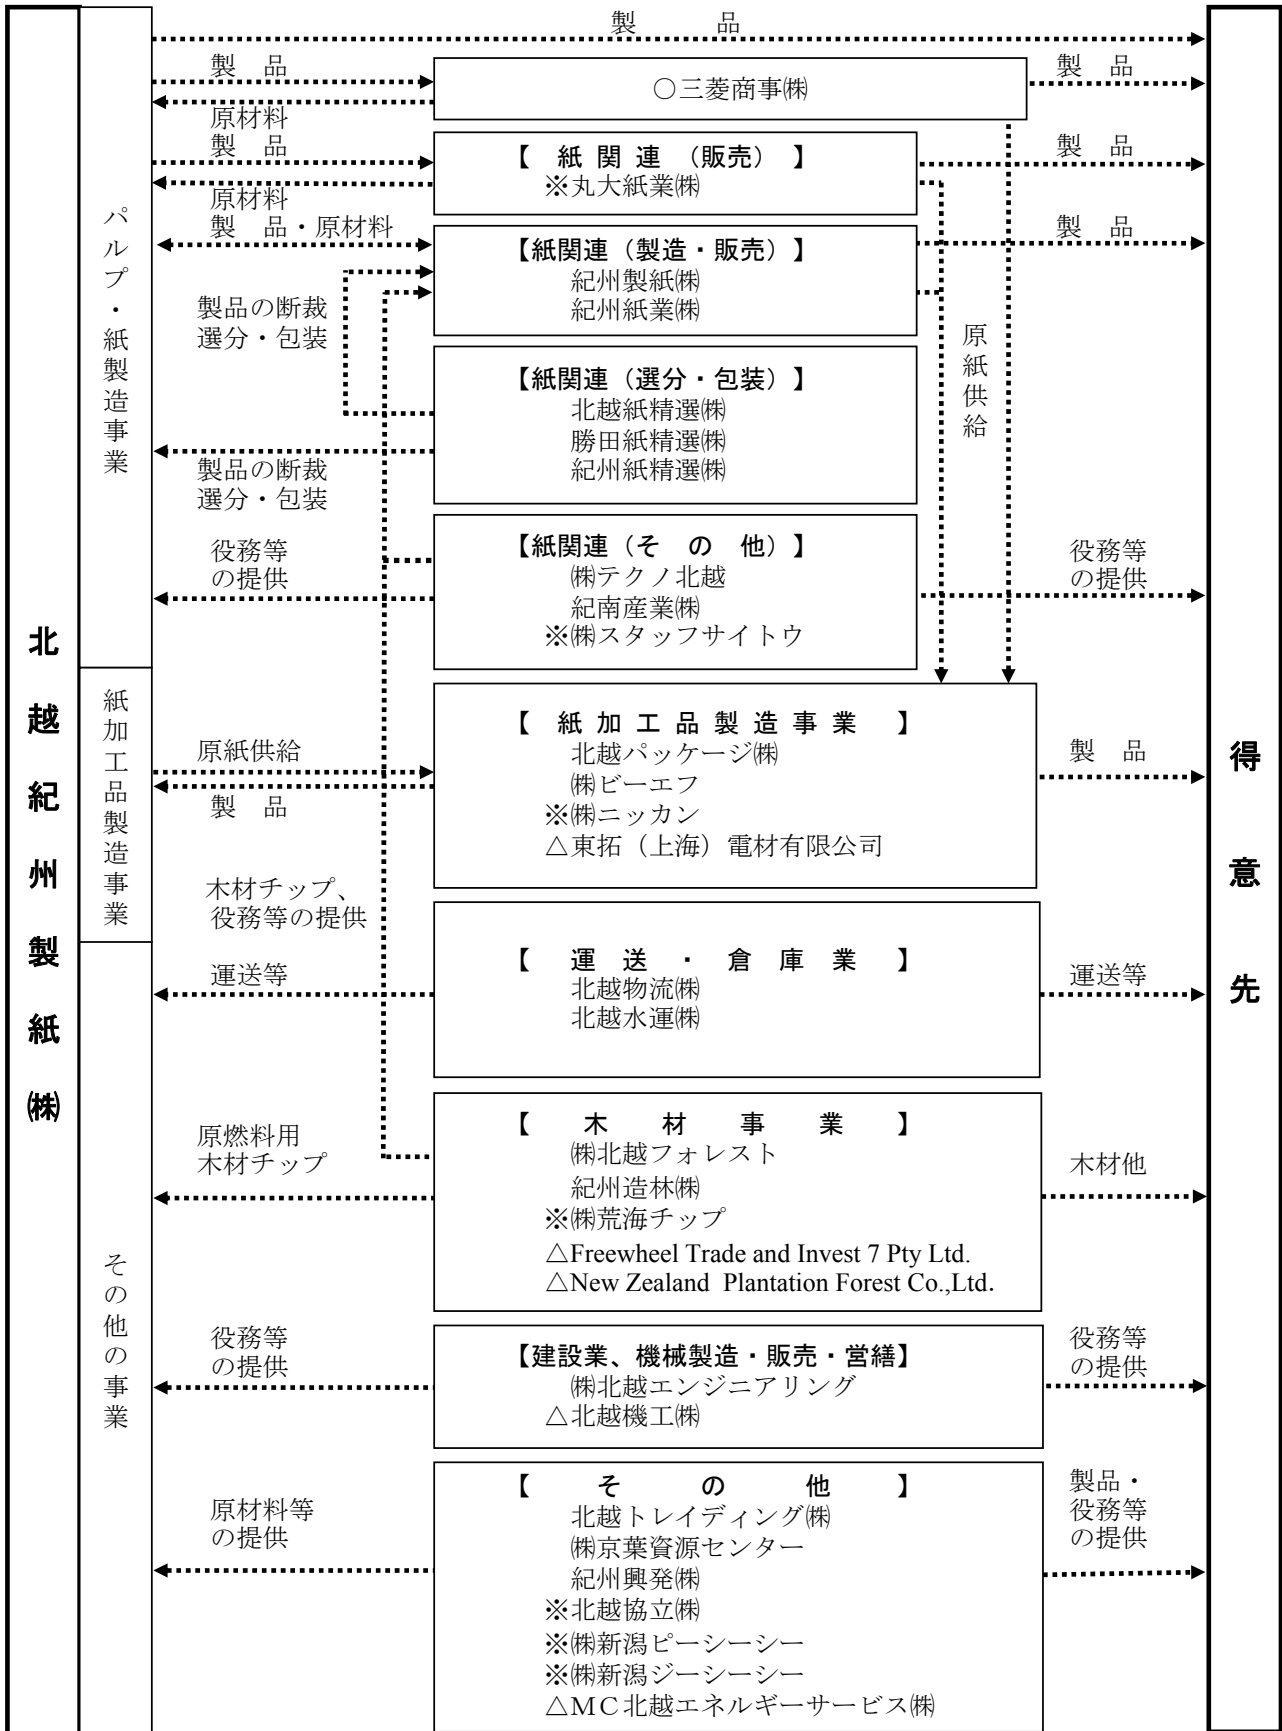 製　　品
製　品
○三菱商事㈱
製　品
原材料
製　品
【　紙 関 連 （販売） 】
※丸大紙業㈱
製　品
原材料
製　品・原材料
【紙関連（製造・販売）】
紀州製紙㈱
紀州紙業㈱
製　品
製品の断裁
選分・包装
原紙供給
【紙関連（選分・包装）】
北越紙精選㈱
勝田紙精選㈱
紀州紙精選㈱
製品の断裁
選分・包装
パルプ・紙製造事業
役務等
の提供
【紙関連（そ　の　他）】
㈱テクノ北越
紀南産業㈱
※㈱スタッフサイトウ
役務等
の提供
北越紀州製紙㈱
紙加工品製造事業
原紙供給
製　品
【　紙 加 工 品 製 造 事 業　】
北越パッケージ㈱
㈱ビーエフ
※㈱ニッカン
△東拓（上海）電材有限公司
製　品
得意先
木材チップ、
役務等の提供
運送等
【　運　送　・　倉　庫　業　】
北越物流㈱
北越水運㈱
運送等
原燃料用
木材チップ
【　　木　　材　　事　　業　　】
㈱北越フォレスト
紀州造林㈱
※㈱荒海チップ
△Freewheel Trade and Invest 7 Pty Ltd.
△New Zealand Plantation Forest Co.,Ltd.
木材他
その他の事業
役務等
の提供
【建設業、機械製造・販売・営繕】
㈱北越エンジニアリング
△北越機工㈱
役務等
の提供
原材料等
の提供
【　　そ　　　の　　　他　　】
北越トレイディング㈱
㈱京葉資源センター
紀州興発㈱
※北越協立㈱
※㈱新潟ピーシーシー
※㈱新潟ジーシーシー
△ＭＣ北越エネルギーサービス㈱
製品・
役務等
の提供